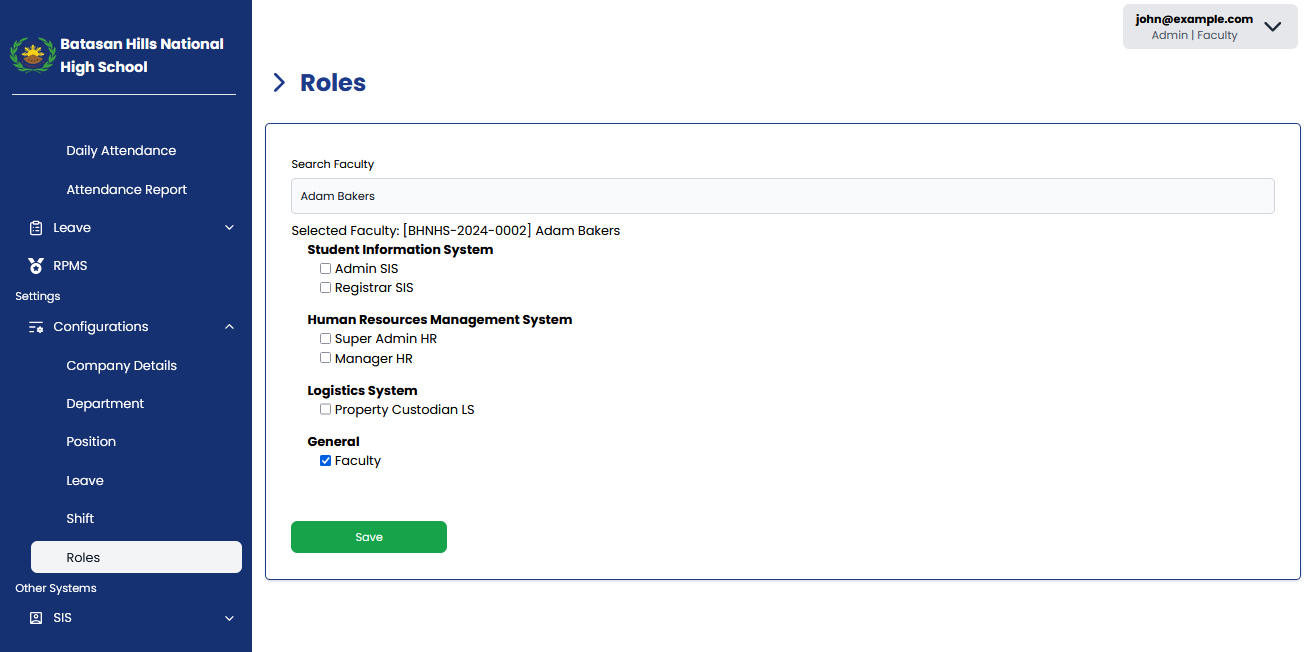 Batasan Hills National
High School
Daily Attendance
Attendance Report
Leave
RPMS
Settings
Configurations
Company Details
Department
Position
Leave
Shift
Roles
Other Systems
SIS
john@example.com
Admin | Faculty
Roles
Search Faculty
Adam Bakers
Selected Faculty: [BHNHS-2024-0002] Adam Bakers
Student Information System
Admin SIS
Registrar SIS
Human Resources Management System
Super Admin HR
Manager HR
Logistics System
Property Custodian LS
General
Faculty
Save